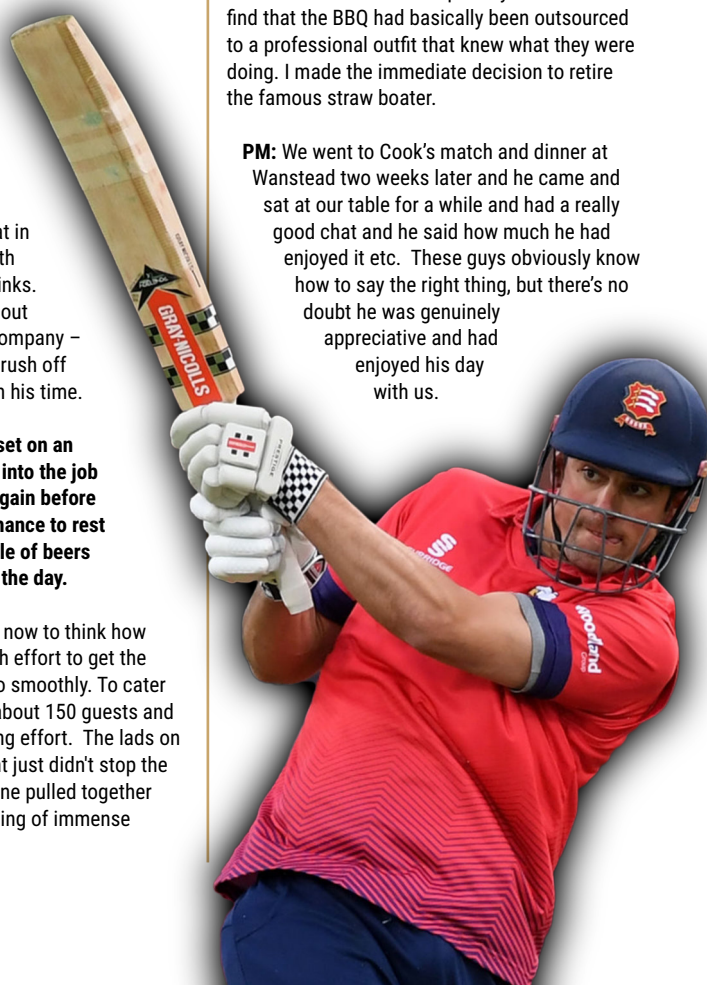 inks.
out
ompany –
rush off
his time.
set on an
into the job
gain before
hance to rest
le of beers
the day.
now to think how
h effort to get the
o smoothly. To cater
about 150 guests and
ng effort. The lads on
t just didn't stop the
ne pulled together
ing of immense
find that the BBQ had basically been outsourced
to a professional outfit that knew what they were
doing. I made the immediate decision to retire
the famous straw boater.
PM: We went to Cook's match and dinner at
Wanstead two weeks later and he came and
sat at our table for a while and had a really
good chat and he said how much he had
enjoyed it etc. These guys obviously know
how to say the right thing, but there's no
doubt he was genuinely
appreciative and had
enjoyed his day
with us.
GRAY-NICOLLS
PRESTIGE
Woodland
Group